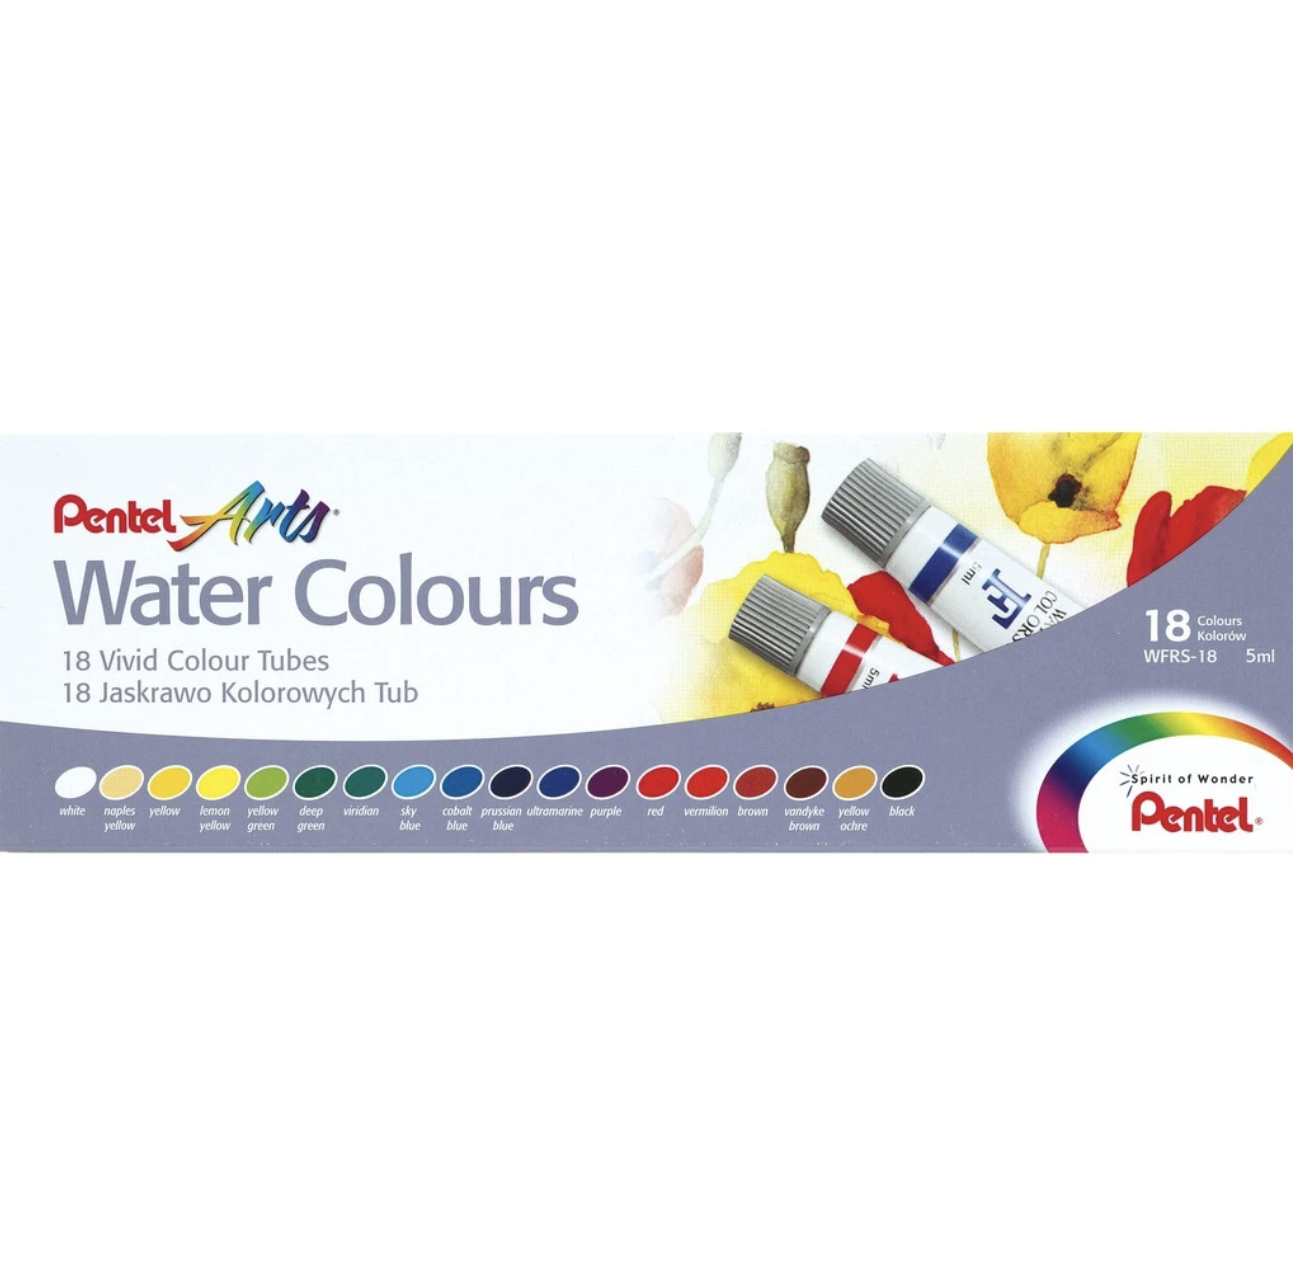 Pentel Arts®
Water Colours
18 Vivid Colour Tubes
18 Jaskrawo Kolorowych Tub
5ml
5ml
18 Colours
Kolorów
WFRS-18 5ml
white
naples yellow
yellow
lemon yellow
yellow green
deep green
viridian
sky blue
cobalt blue
prussian blue
ultramarine
purple
red
vermilion
brown
vandyke brown
yellow ochre
black
Spirit of Wonder
Pentel®